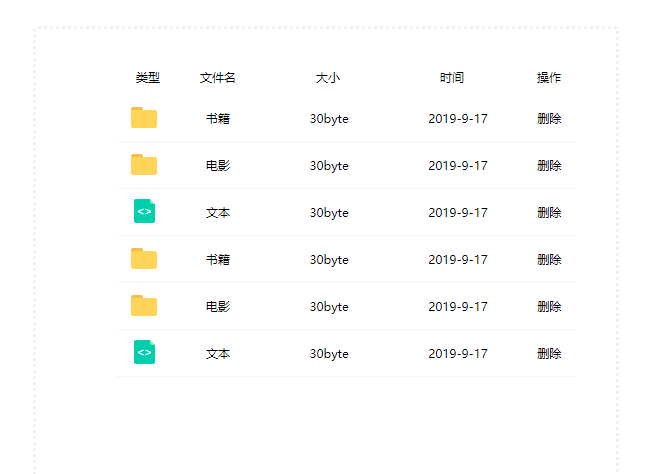 类型 文件名 大小 时间 操作
书籍 30byte 2019-9-17 删除
电影 30byte 2019-9-17 删除
<> 文本 30byte 2019-9-17 删除
书籍 30byte 2019-9-17 删除
电影 30byte 2019-9-17 删除
<> 文本 30byte 2019-9-17 删除